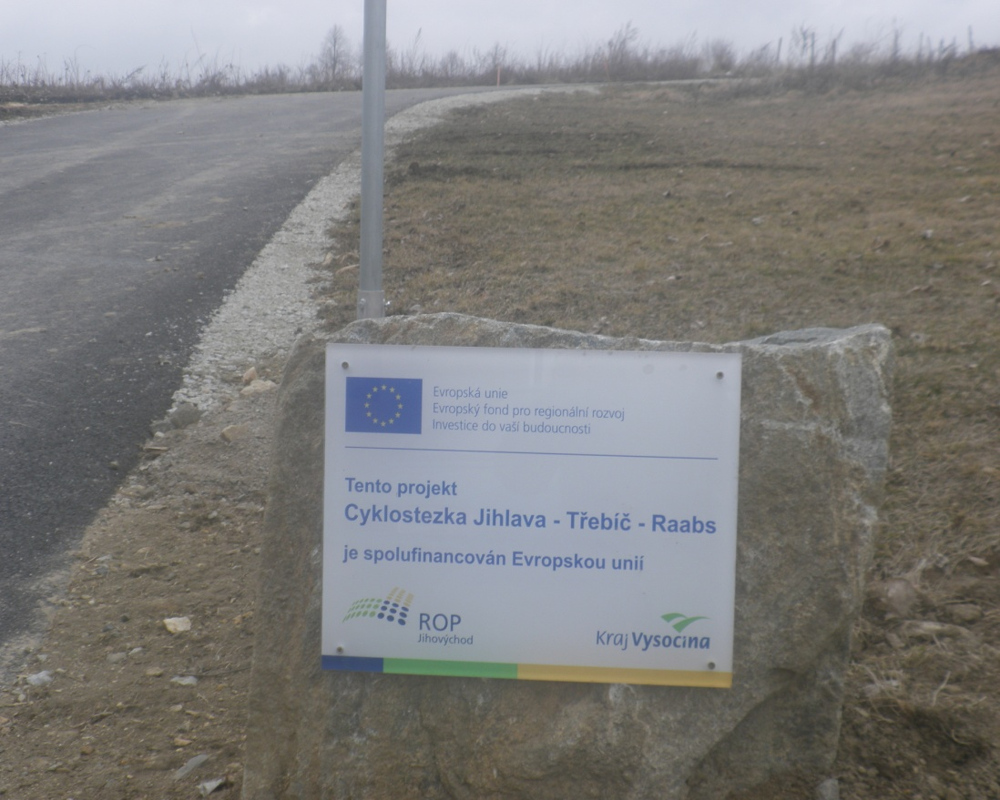 Evropská unie
Evropský fond pro regionální rozvoj
Investice do vaší budoucnosti
Tento projekt
Cyklostezka Jihlava - Třebíč - Raabs
je spolufinancován Evropskou unií
ROP
Jihovýchod
Kraj Vysočina